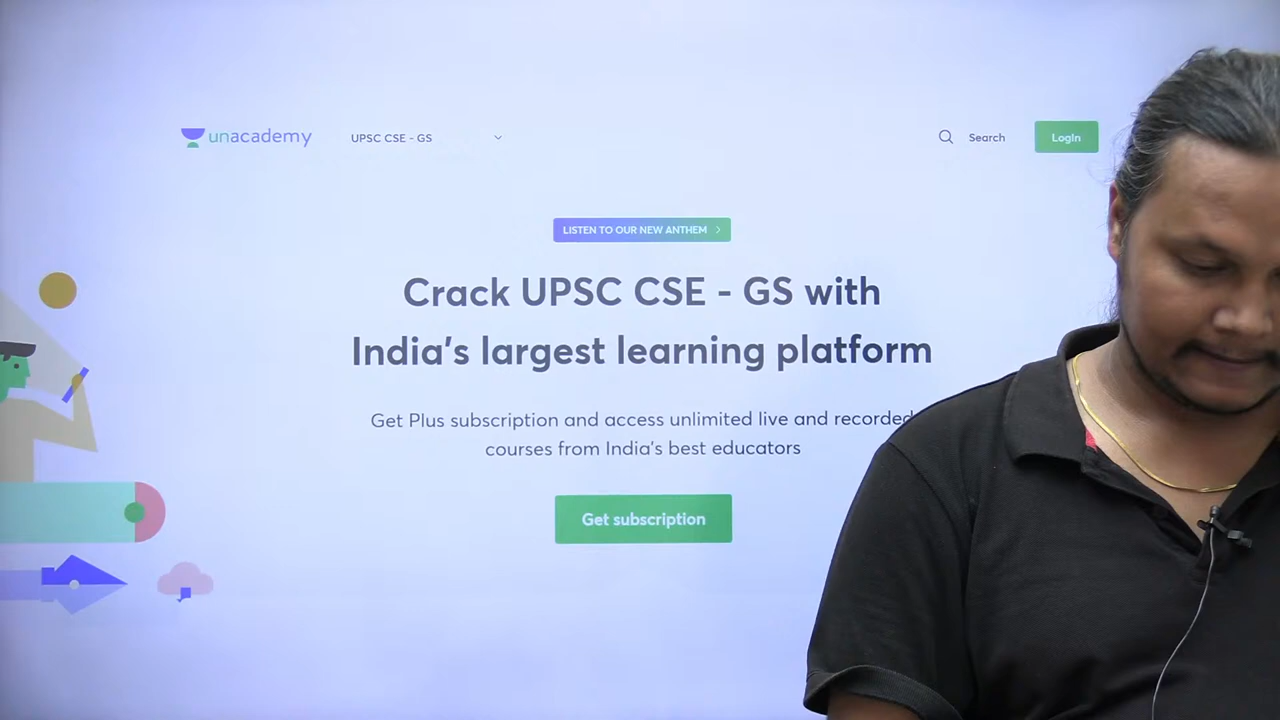 unacademy
UPSC CSE - GS
Search
Login
LISTEN TO OUR NEW ANTHEM
Crack UPSC CSE - GS with
India's largest learning platform
Get Plus subscription and access unlimited live and recorded
courses from India's best educators
Get subscription